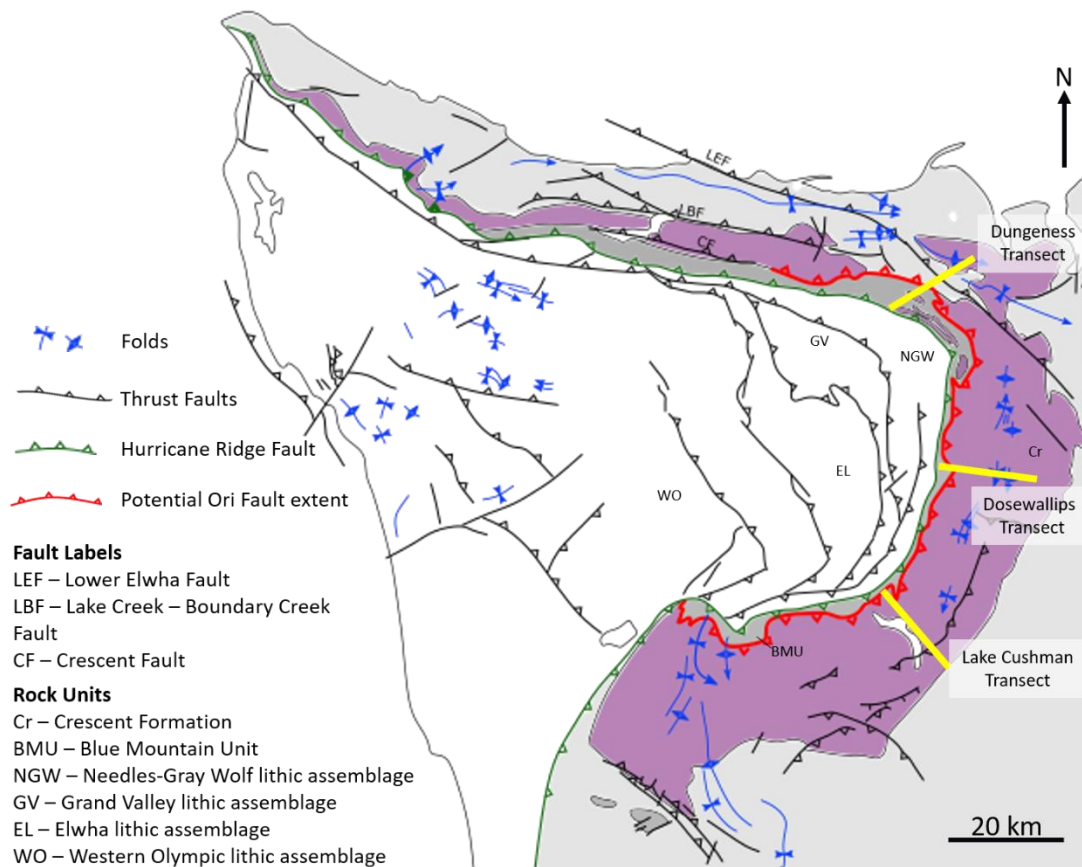 N
LEF
LBF
CF
Dungeness
Transect
GV
NGW
Folds
Thrust Faults
Cr
Hurricane Ridge Fault
EL
WO
Dosewallips
Transect
Potential Ori Fault extent
Fault Labels
LEF – Lower Elwha Fault
LBF – Lake Creek – Boundary Creek
Fault
CF – Crescent Fault
BMU
Lake Cushman
Transect
Rock Units
Cr – Crescent Formation
BMU – Blue Mountain Unit
NGW – Needles-Gray Wolf lithic assemblage
GV – Grand Valley lithic assemblage
EL – Elwha lithic assemblage
WO – Western Olympic lithic assemblage
20 km